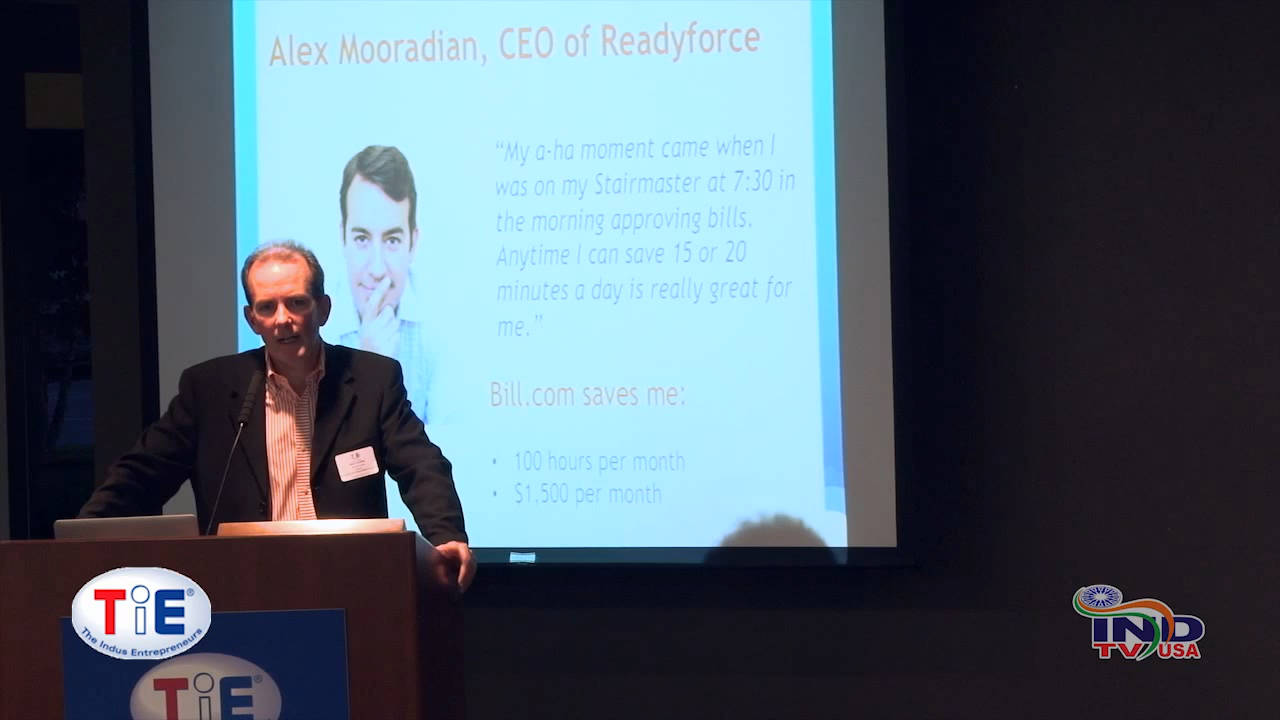 Alex Mooradian, CEO of Readyforce
“My a-ha moment came when I
was on my Stairmaster at 7:30 in
the morning approving bills.
Anytime I can save 15 or 20
minutes a day is really great for
me.”
Bill.com saves me:
• 100 hours per month
• $1,500 per month
TiE®
The Indus Entrepreneurs
TiE®
IND
TV USA